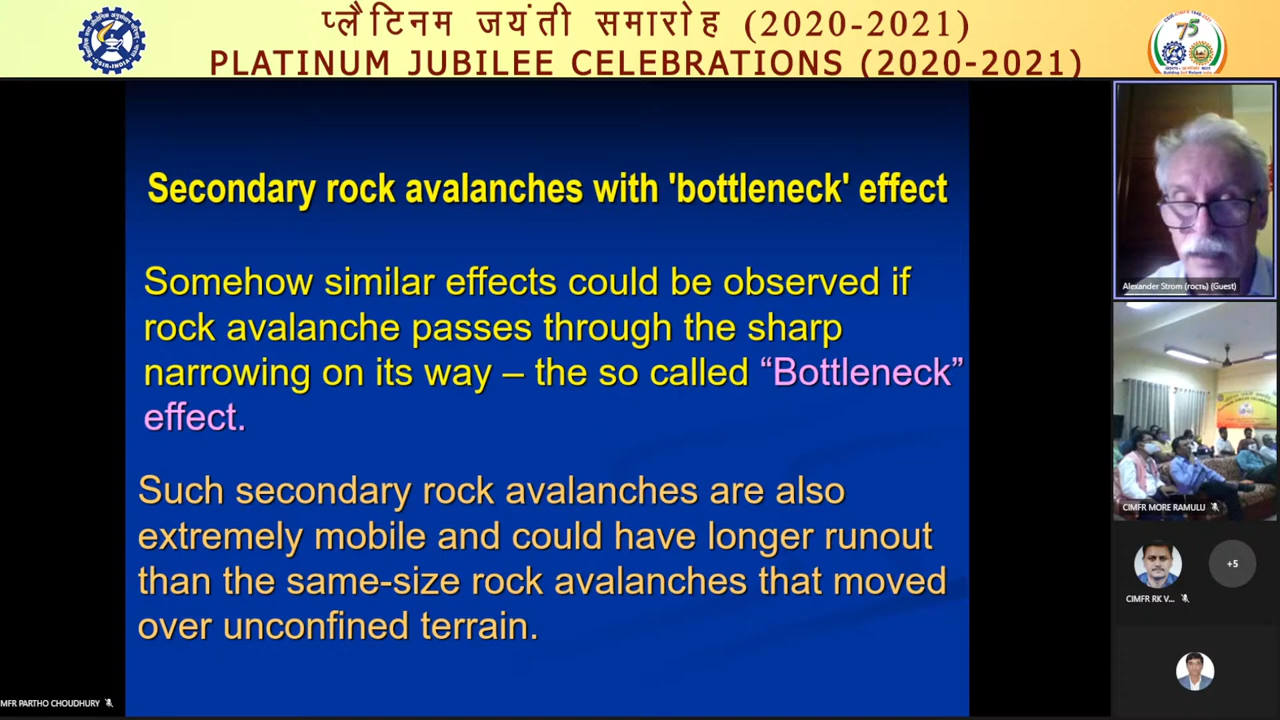 प्लैटिनम जयंती समारोह (2020-2021)
PLATINUM JUBILEE CELEBRATIONS (2020-2021)
CSIR-INDIA
75
Secondary rock avalanches with 'bottleneck' effect
Somehow similar effects could be observed if
rock avalanche passes through the sharp
narrowing on its way – the so called “Bottleneck”
effect.
Such secondary rock avalanches are also
extremely mobile and could have longer runout
than the same-size rock avalanches that moved
over unconfined terrain.
Alexander Strom (гость) (Guest)
CIMFR MORE RAMULU
CIMFR RK V...
+5
MFR PARTHO CHOUDHURY